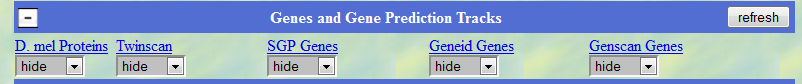 - Genes and Gene Prediction Tracks refresh
D. mel Proteins Twinscan SGP Genes Geneid Genes Genscan Genes
hide hide hide hide hide